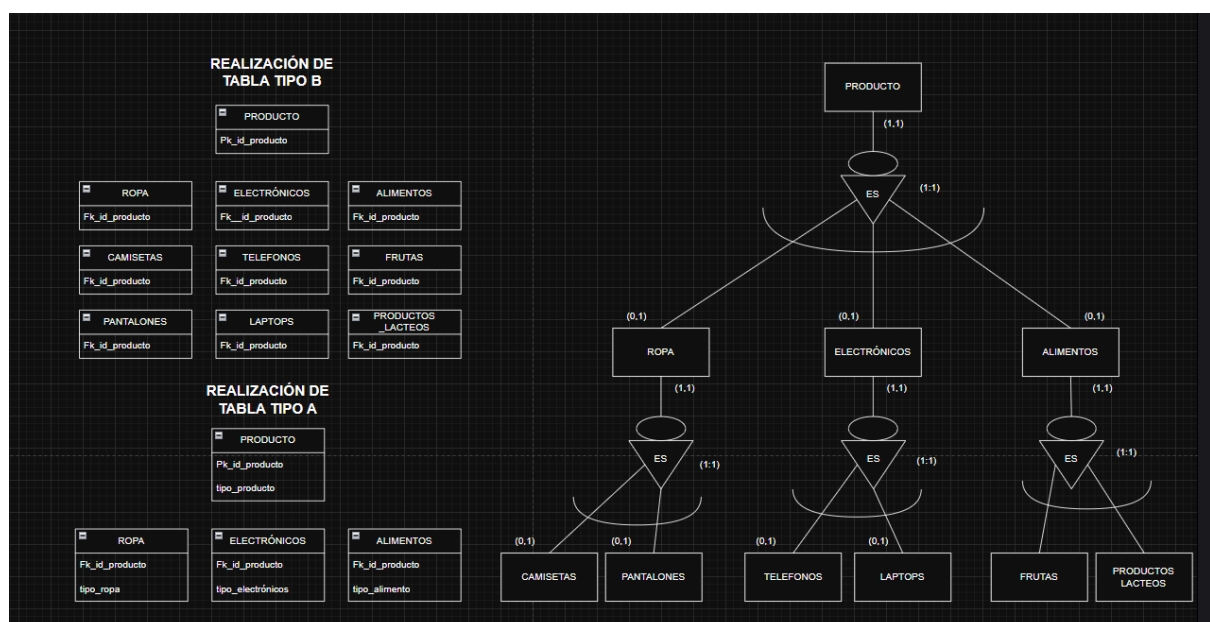 REALIZACIÓN DE
TABLA TIPO B
PRODUCTO
Pk_id_producto
ROPA
Fk_id_producto
ELECTRÓNICOS
Fk__id_producto
ALIMENTOS
Fk_id_producto
CAMISETAS
Fk_id_producto
TELEFONOS
Fk_id_producto
FRUTAS
Fk_id_producto
PANTALONES
Fk_id_producto
LAPTOPS
Fk_id_producto
PRODUCTOS
_LACTEOS
Fk_id_producto
REALIZACIÓN DE
TABLA TIPO A
PRODUCTO
Pk_id_producto
tipo_producto
ROPA
Fk_id_producto
tipo_ropa
ELECTRÓNICOS
Fk_id_producto
tipo_electrónicos
ALIMENTOS
Fk_id_producto
tipo_alimento
PRODUCTO
(1,1)
ES
(1:1)
(0,1)
(0,1)
(0,1)
ROPA
ELECTRÓNICOS
ALIMENTOS
(1,1)
(1,1)
(1,1)
ES
(1:1)
ES
(1:1)
ES
(1:1)
(0,1)
(0,1)
(0,1)
(0,1)
CAMISETAS
PANTALONES
TELEFONOS
LAPTOPS
FRUTAS
PRODUCTOS
LACTEOS